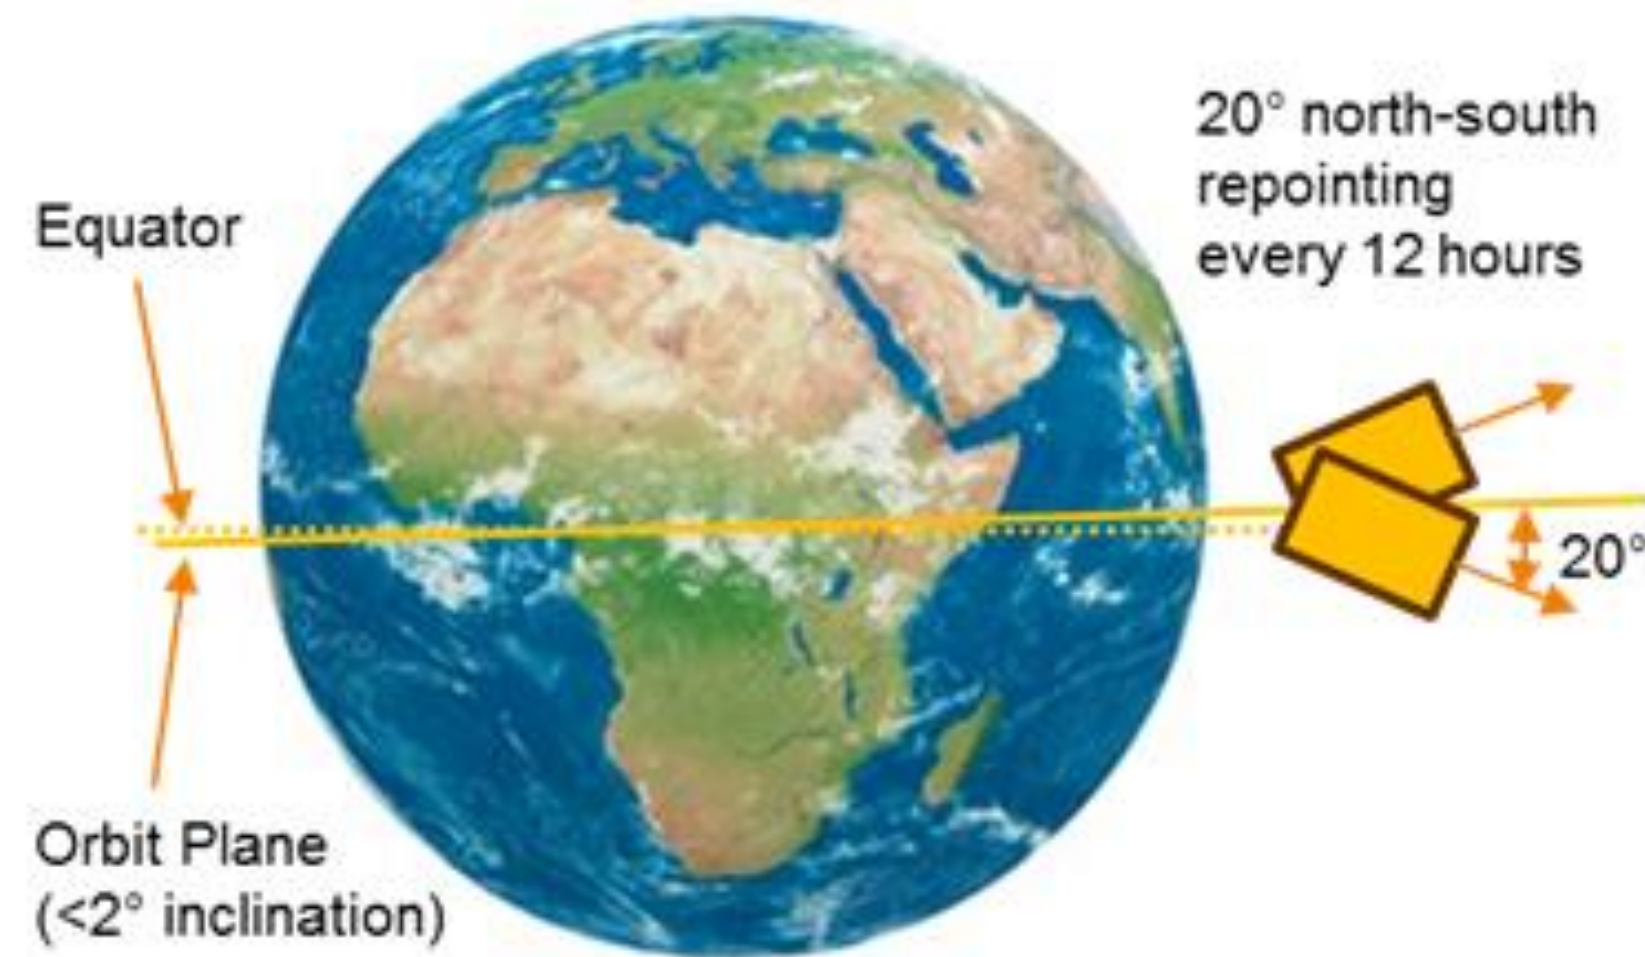 20° north-south
repointing
every 12 hours
Equator
20°
Orbit Plane
(<2° inclination)